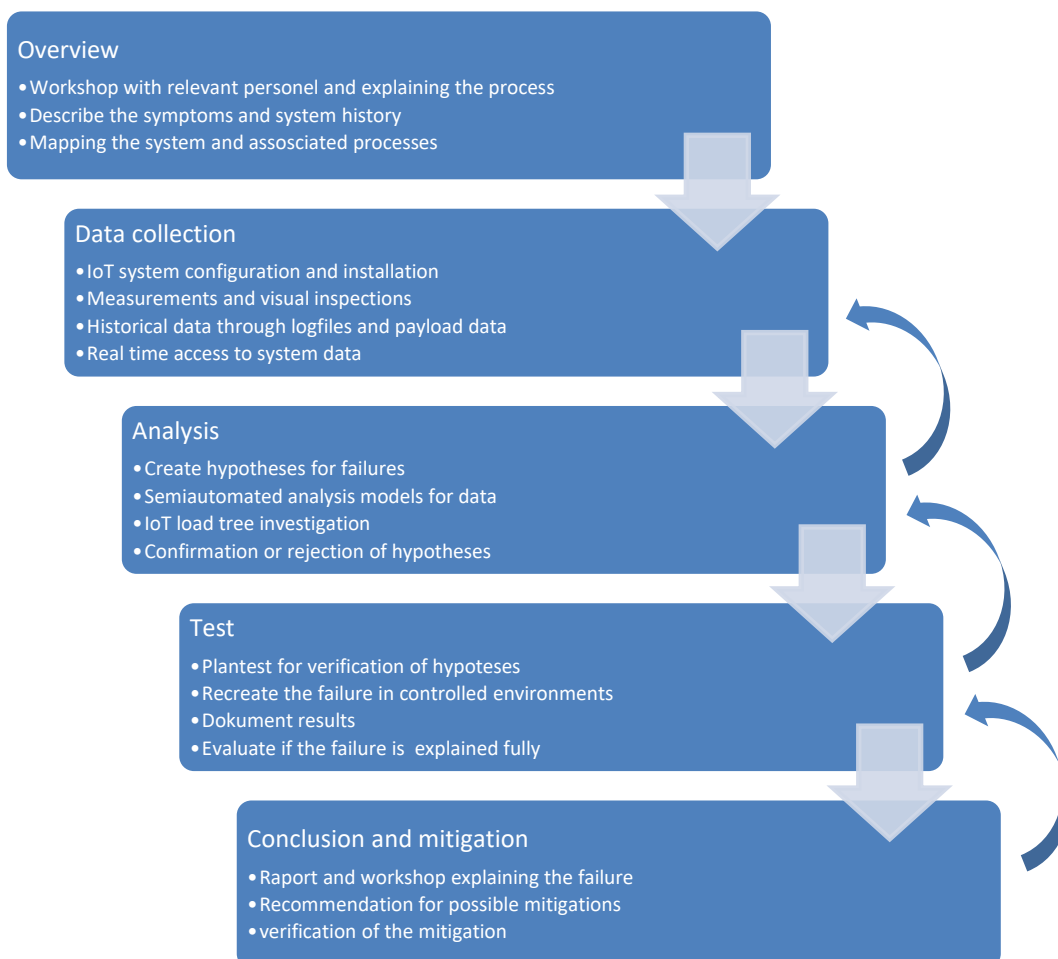 Overview
•Workshop with relevant personel and explaining the process
•Describe the symptoms and system history
•Mapping the system and assosciated processes
Data collection
•IoT system configuration and installation
•Measurements and visual inspections
•Historical data through logfiles and payload data
•Real time access to system data
Analysis
•Create hypotheses for failures
•Semiautomated analysis models for data
•IoT load tree investigation
•Confirmation or rejection of hypotheses
Test
•Plantest for verification of hypoteses
•Recreate the failure in controlled environments
•Dokument results
•Evaluate if the failure is  explained fully
Conclusion and mitigation
•Raport and workshop explaining the failure
•Recommendation for possible mitigations
•verification of the mitigation